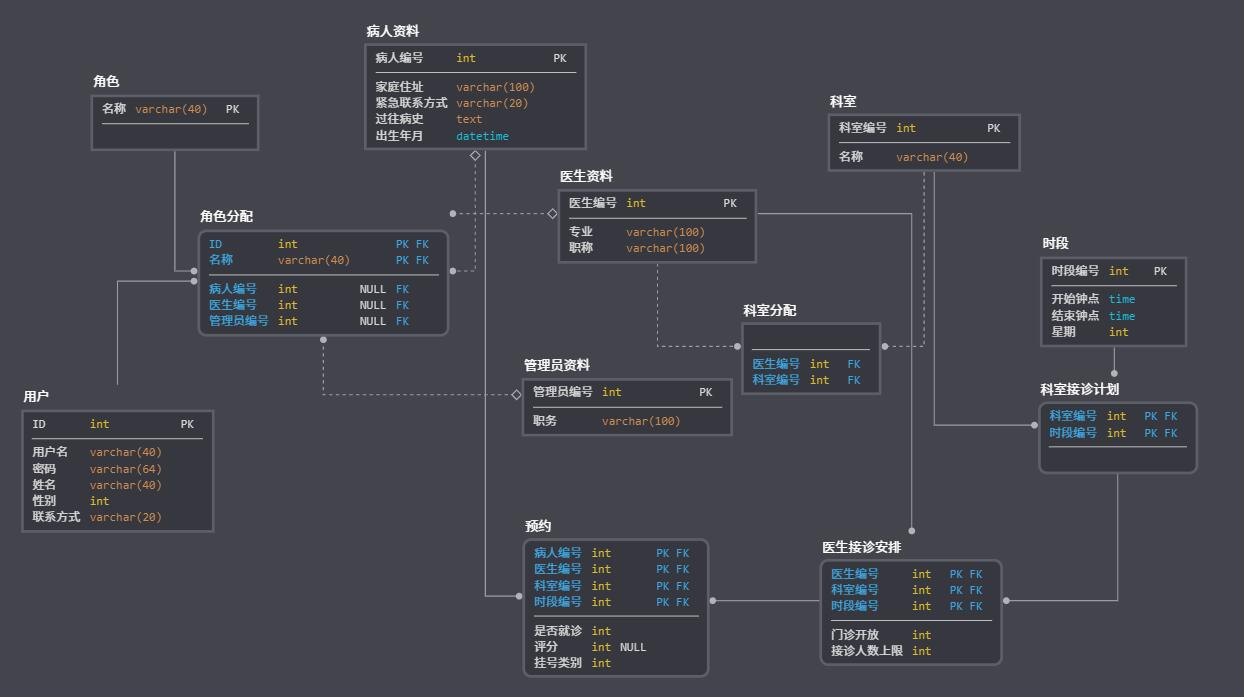 病人资料
病人编号 int PK
家庭住址 varchar(100)
紧急联系方式 varchar(20)
过往病史 text
出生年月 datetime
角色
名称 varchar(40) PK
科室
科室编号 int PK
名称 varchar(40)
医生资料
医生编号 int PK
专业 varchar(100)
职称 varchar(100)
角色分配
ID int PK FK
名称 varchar(40) PK FK
病人编号 int NULL FK
医生编号 int NULL FK
管理员编号 int NULL FK
时段
时段编号 int PK
开始钟点 time
结束钟点 time
星期 int
科室分配
医生编号 int FK
科室编号 int FK
管理员资料
管理员编号 int PK
职务 varchar(100)
科室接诊计划
科室编号 int PK FK
时段编号 int PK FK
用户
ID int PK
用户名 varchar(40)
密码 varchar(64)
姓名 varchar(40)
性别 int
联系方式 varchar(20)
预约
病人编号 int PK FK
医生编号 int PK FK
科室编号 int PK FK
时段编号 int PK FK
是否就诊 int
评分 int NULL
挂号类别 int
医生接诊安排
医生编号 int PK FK
科室编号 int PK FK
时段编号 int PK FK
门诊开放 int
接诊人数上限 int